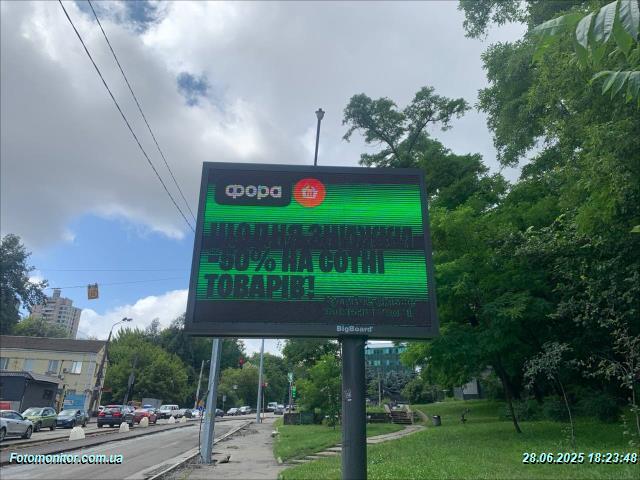 фора
ЩОДНЯ ЗНИЖКИ
-50% НА СОТНІ
ТОВАРІВ!
BigBoard
Fotomonitor.com.ua
28.06.2025 18:23:48